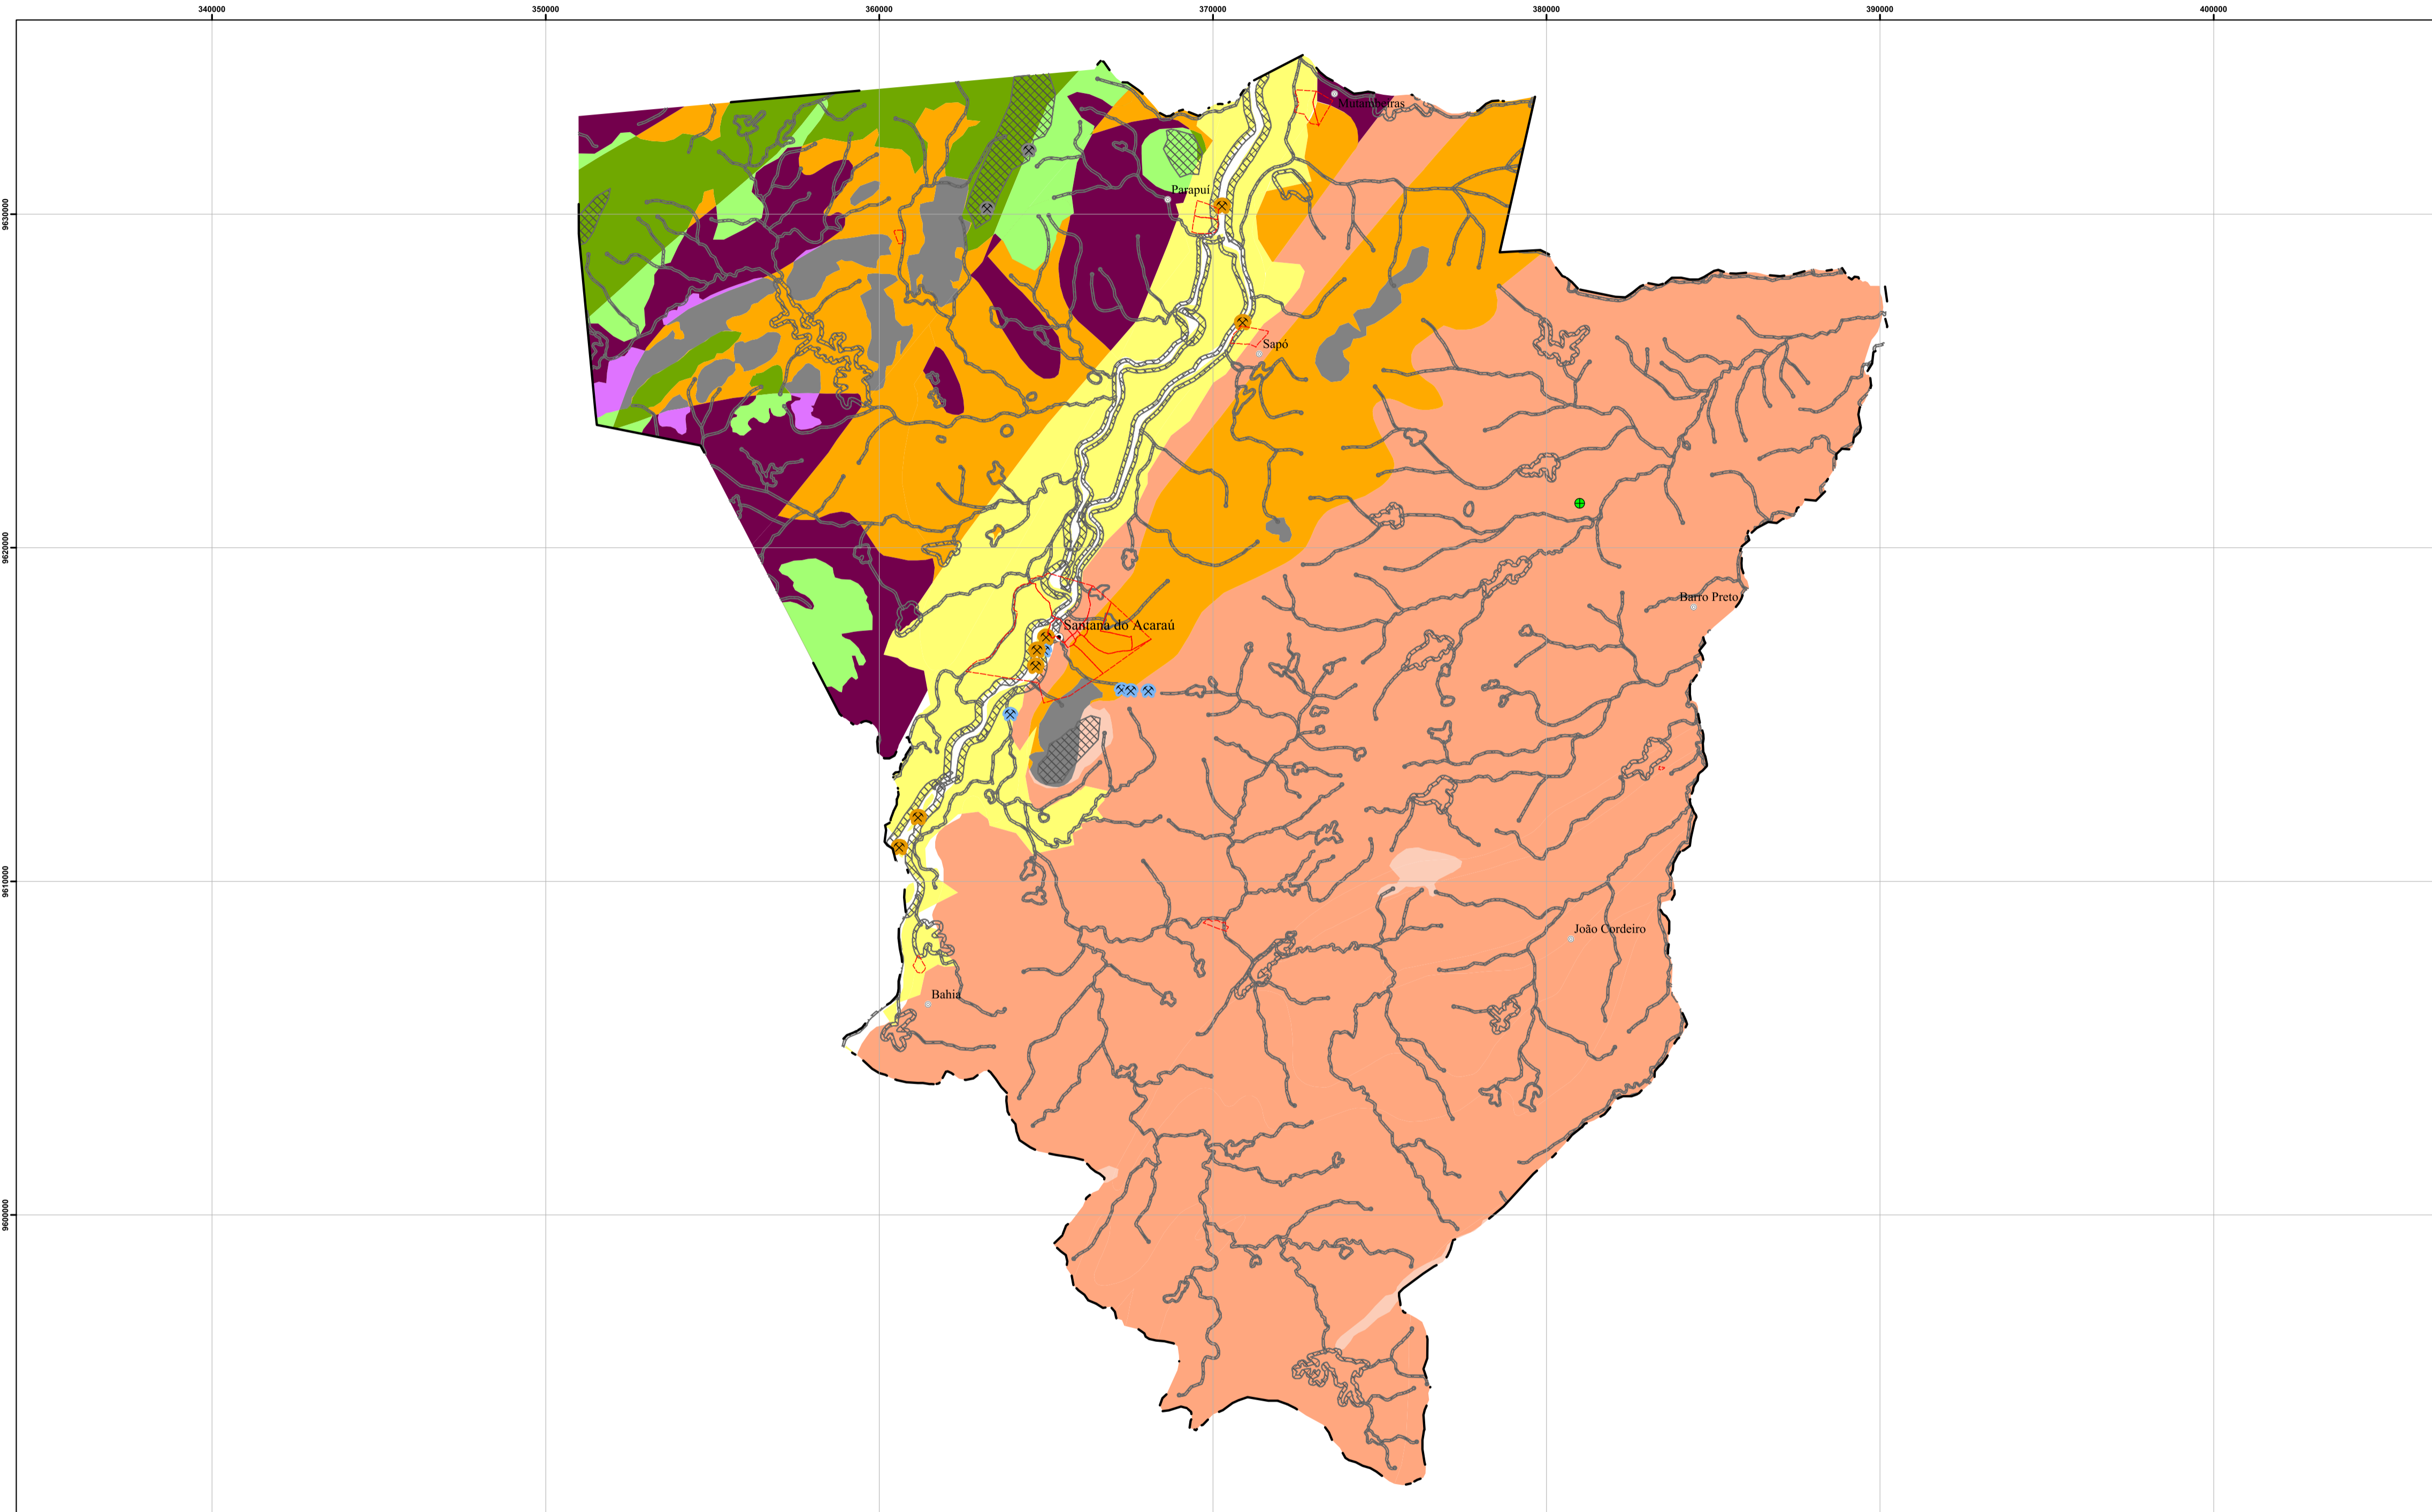 340000 350000 360000 370000 380000 390000 400000
Mutambeiras
Parapuí
9630000
Sapó
9620000
Barro Preto
Santana do Acaraú
9610000
João Cordeiro
Bahia
9600000